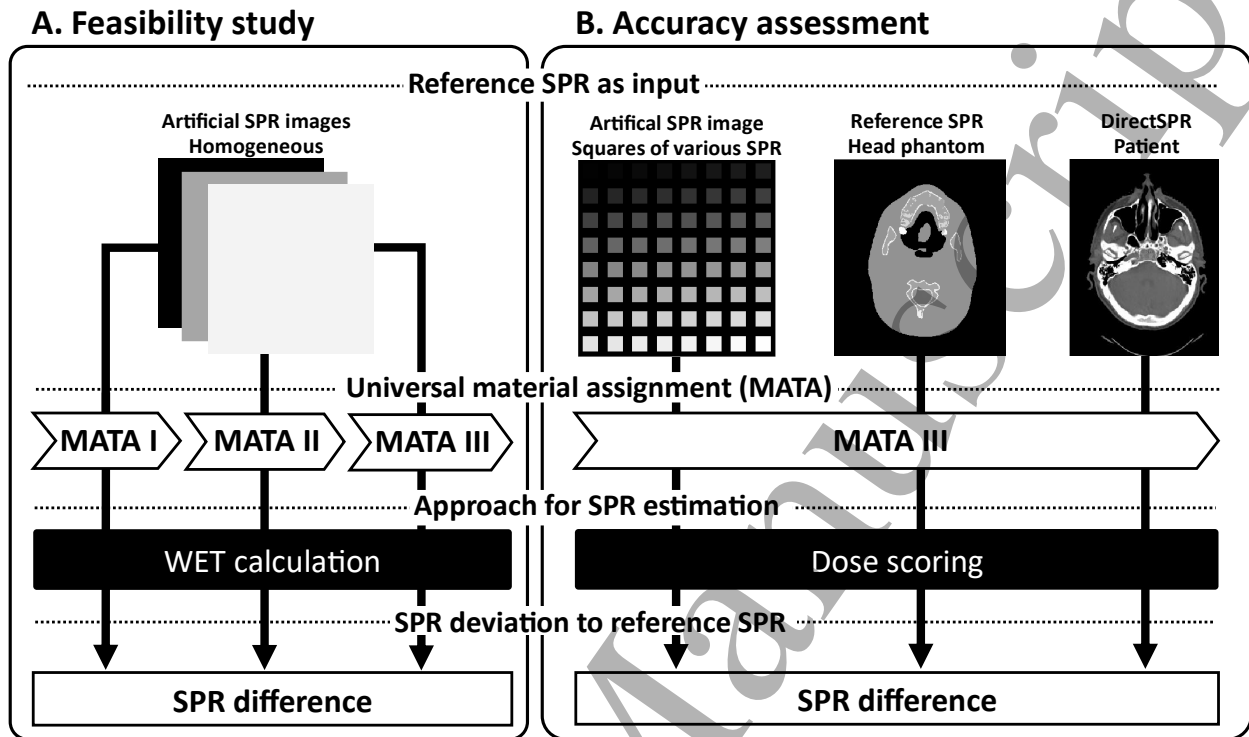 A. Feasibility study
B. Accuracy assessment
Reference SPR as input
Artificial SPR images
Homogeneous
Artifical SPR image
Squares of various SPR
Reference SPR
Head phantom
DirectSPR
Patient
Universal material assignment (MATA)
MATA I
MATA II
MATA III
MATA III
Approach for SPR estimation
WET calculation
Dose scoring
SPR deviation to reference SPR
SPR difference
SPR difference
Manuscrip